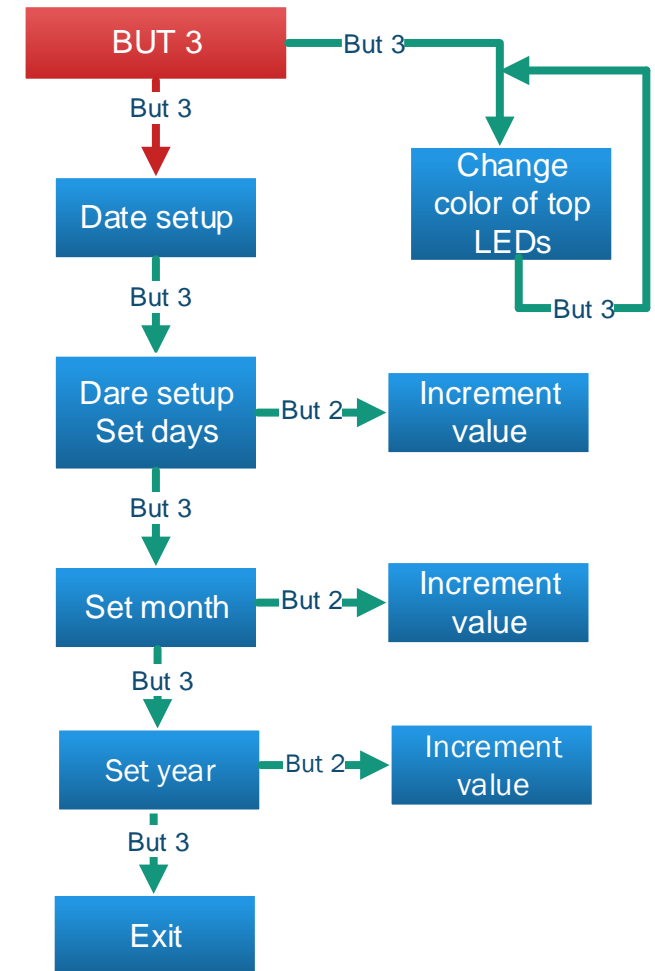 BUT 3
But 3
But 3
Change
color of top
LEDs
Date setup
But 3
But 3
Dare setup
Set days
But 2
Increment
value
But 3
Set month
But 2
Increment
value
But 3
Set year
But 2
Increment
value
But 3
Exit